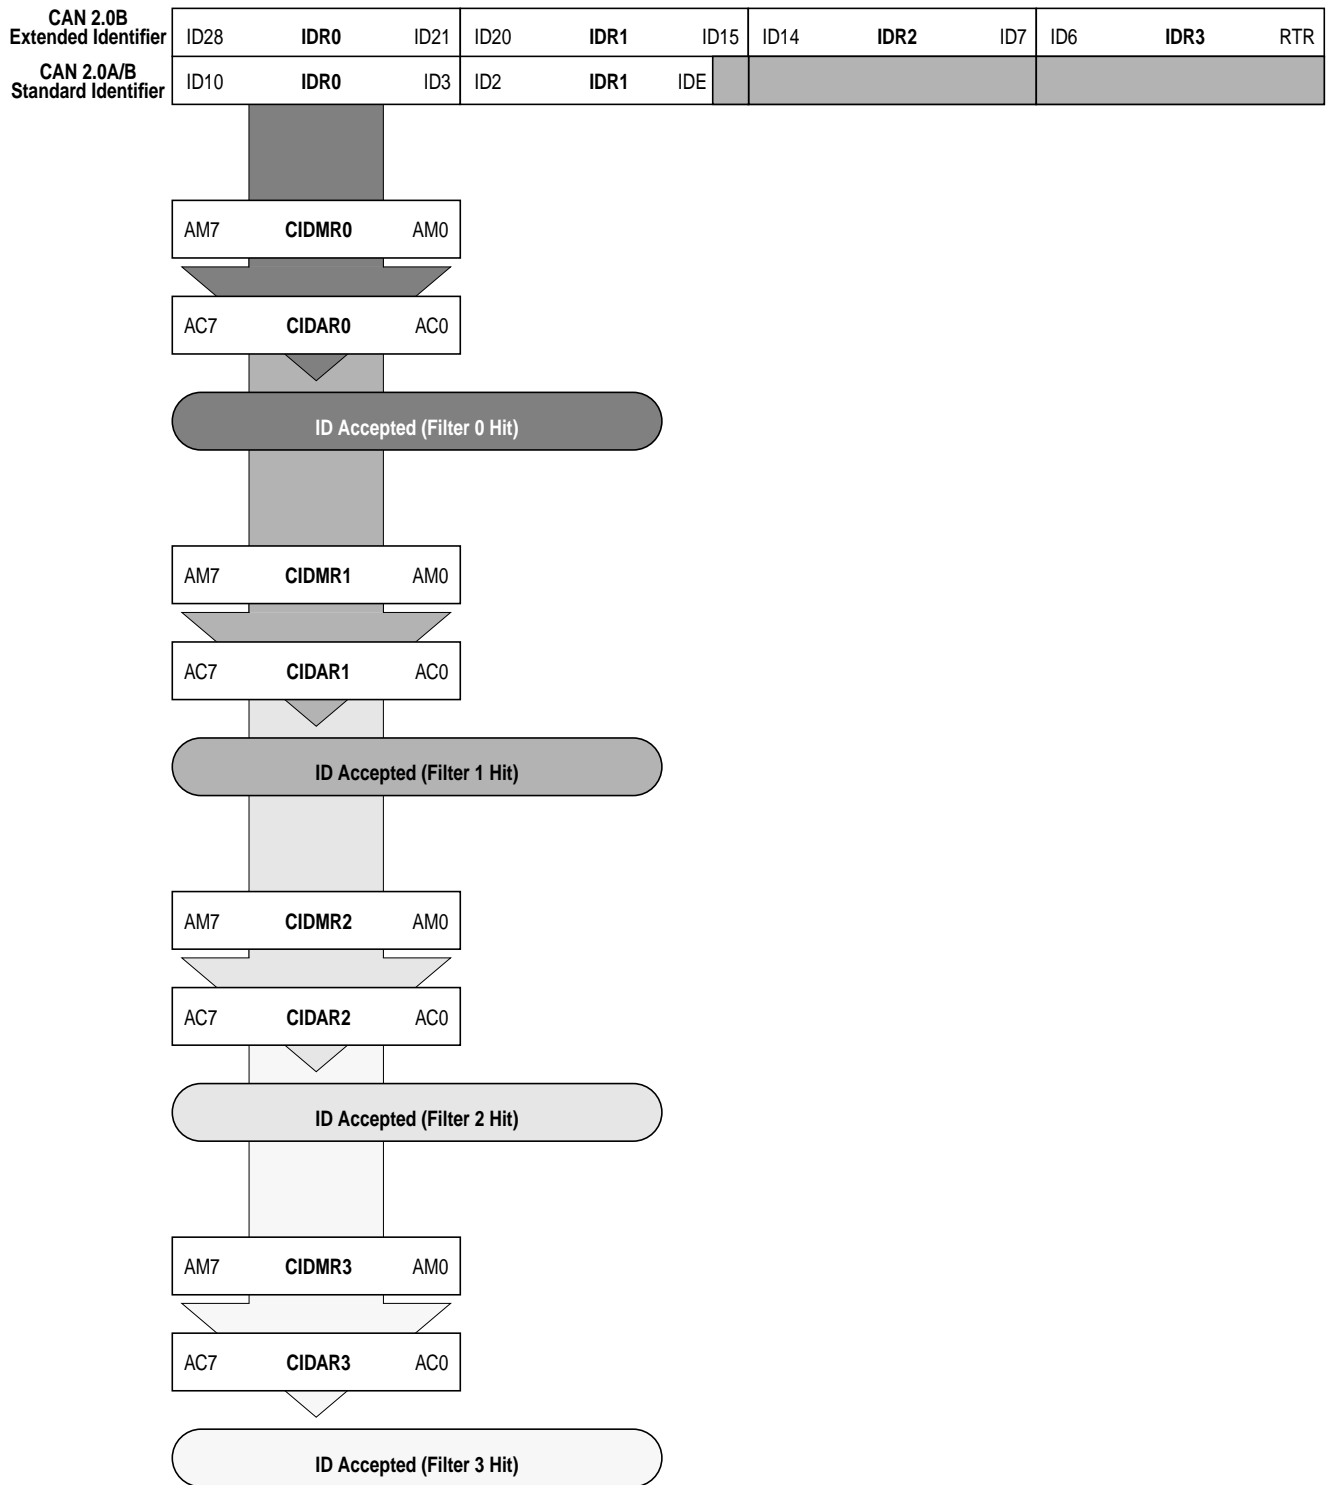 CAN 2.0B
Extended Identifier
ID28 IDR0 ID21 ID20 IDR1 ID15 ID14 IDR2 ID7 ID6 IDR3 RTR
CAN 2.0A/B
Standard Identifier
ID10 IDR0 ID3 ID2 IDR1 IDE
AM7 CIDMR0 AM0
AC7 CIDAR0 AC0
ID Accepted (Filter 0 Hit)
AM7 CIDMR1 AM0
AC7 CIDAR1 AC0
ID Accepted (Filter 1 Hit)
AM7 CIDMR2 AM0
AC7 CIDAR2 AC0
ID Accepted (Filter 2 Hit)
AM7 CIDMR3 AM0
AC7 CIDAR3 AC0
ID Accepted (Filter 3 Hit)